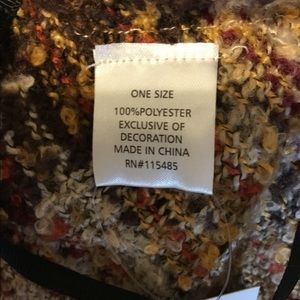 ONE SIZE
100%POLYESTER
EXCLUSIVE OF
DECORATION
MADE IN CHINA
RN#115485